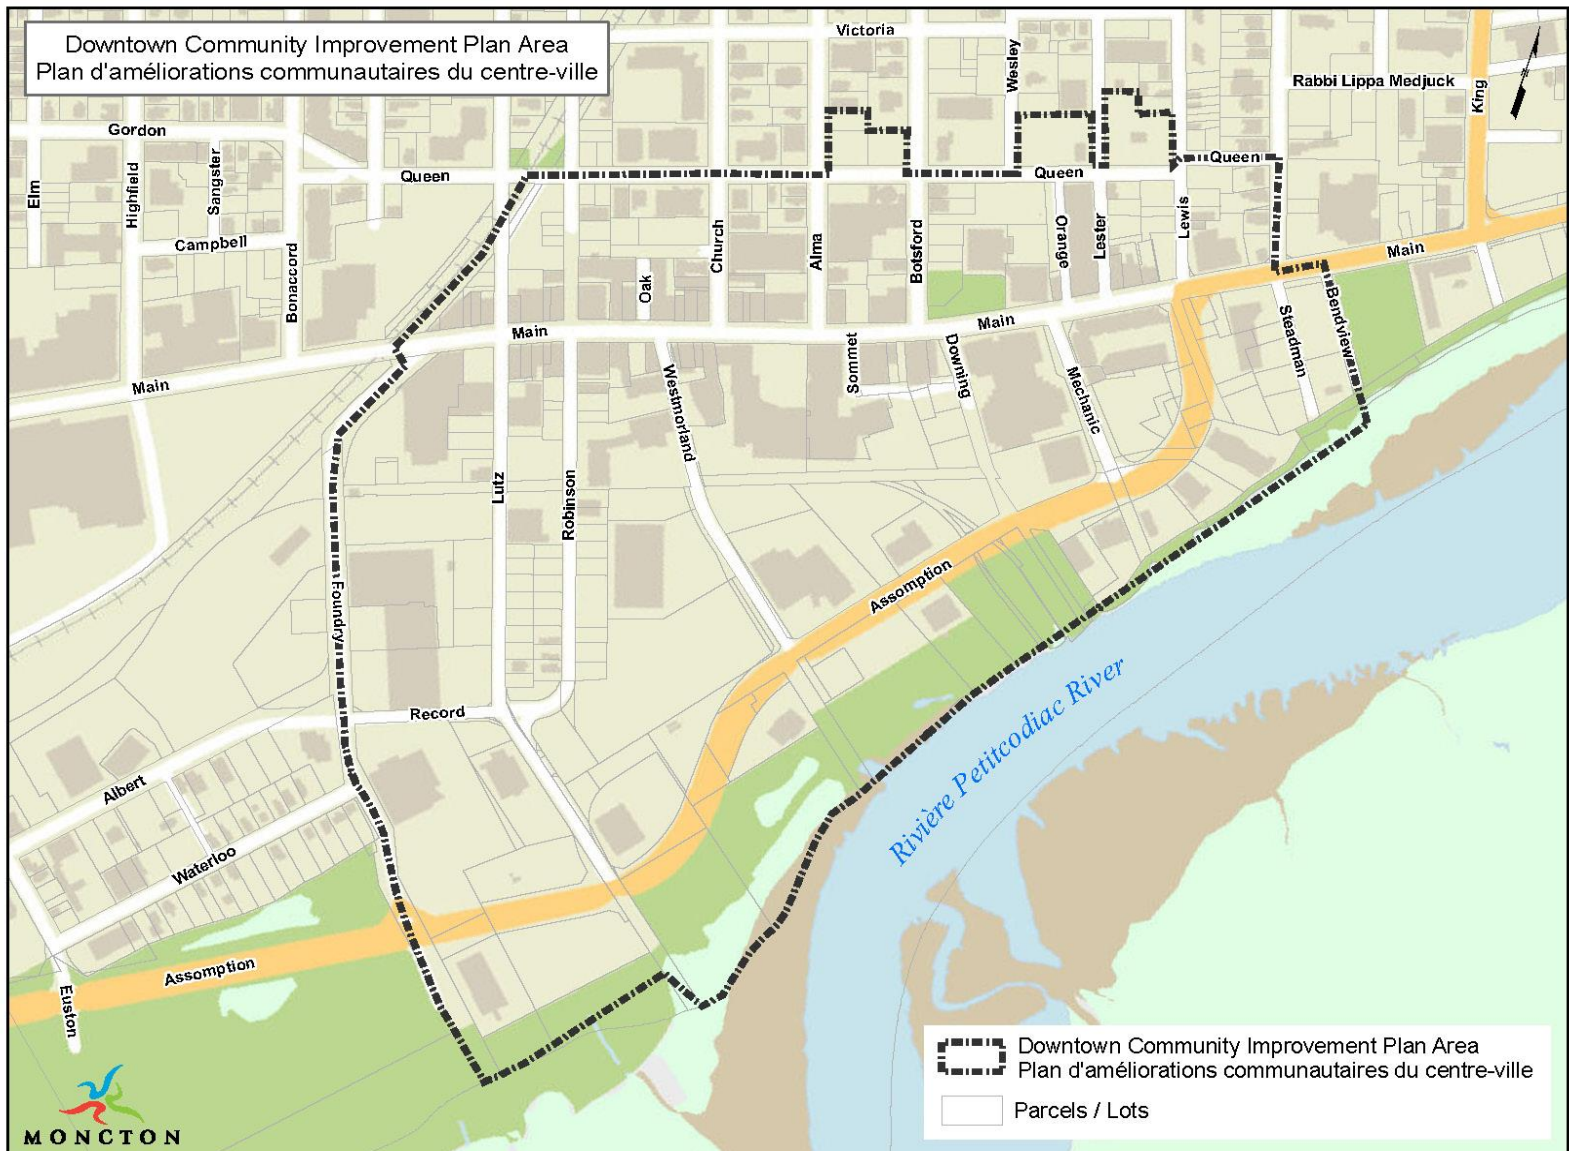 Downtown Community Improvement Plan Area
Plan d'améliorations communautaires du centre-ville
Victoria
Wesley
Rabbi Lippa Medjuck
King
Gordon
Elm
Highfield
Sangster
Queen
Queen
Queen
Campbell
Bonaccord
Oak
Church
Alma
Botsford
Orange
Lester
Lewis
Main
Main
Main
Main
Steadman
Bendview
Westmorland
Sommet
Downing
Mechanic
Lutz
Robinson
Foundry
Assomption
Record
Rivière Petitcodiac River
Albert
Waterloo
Assomption
Euston
MONCTON
Downtown Community Improvement Plan Area
Plan d'améliorations communautaires du centre-ville
Parcels / Lots